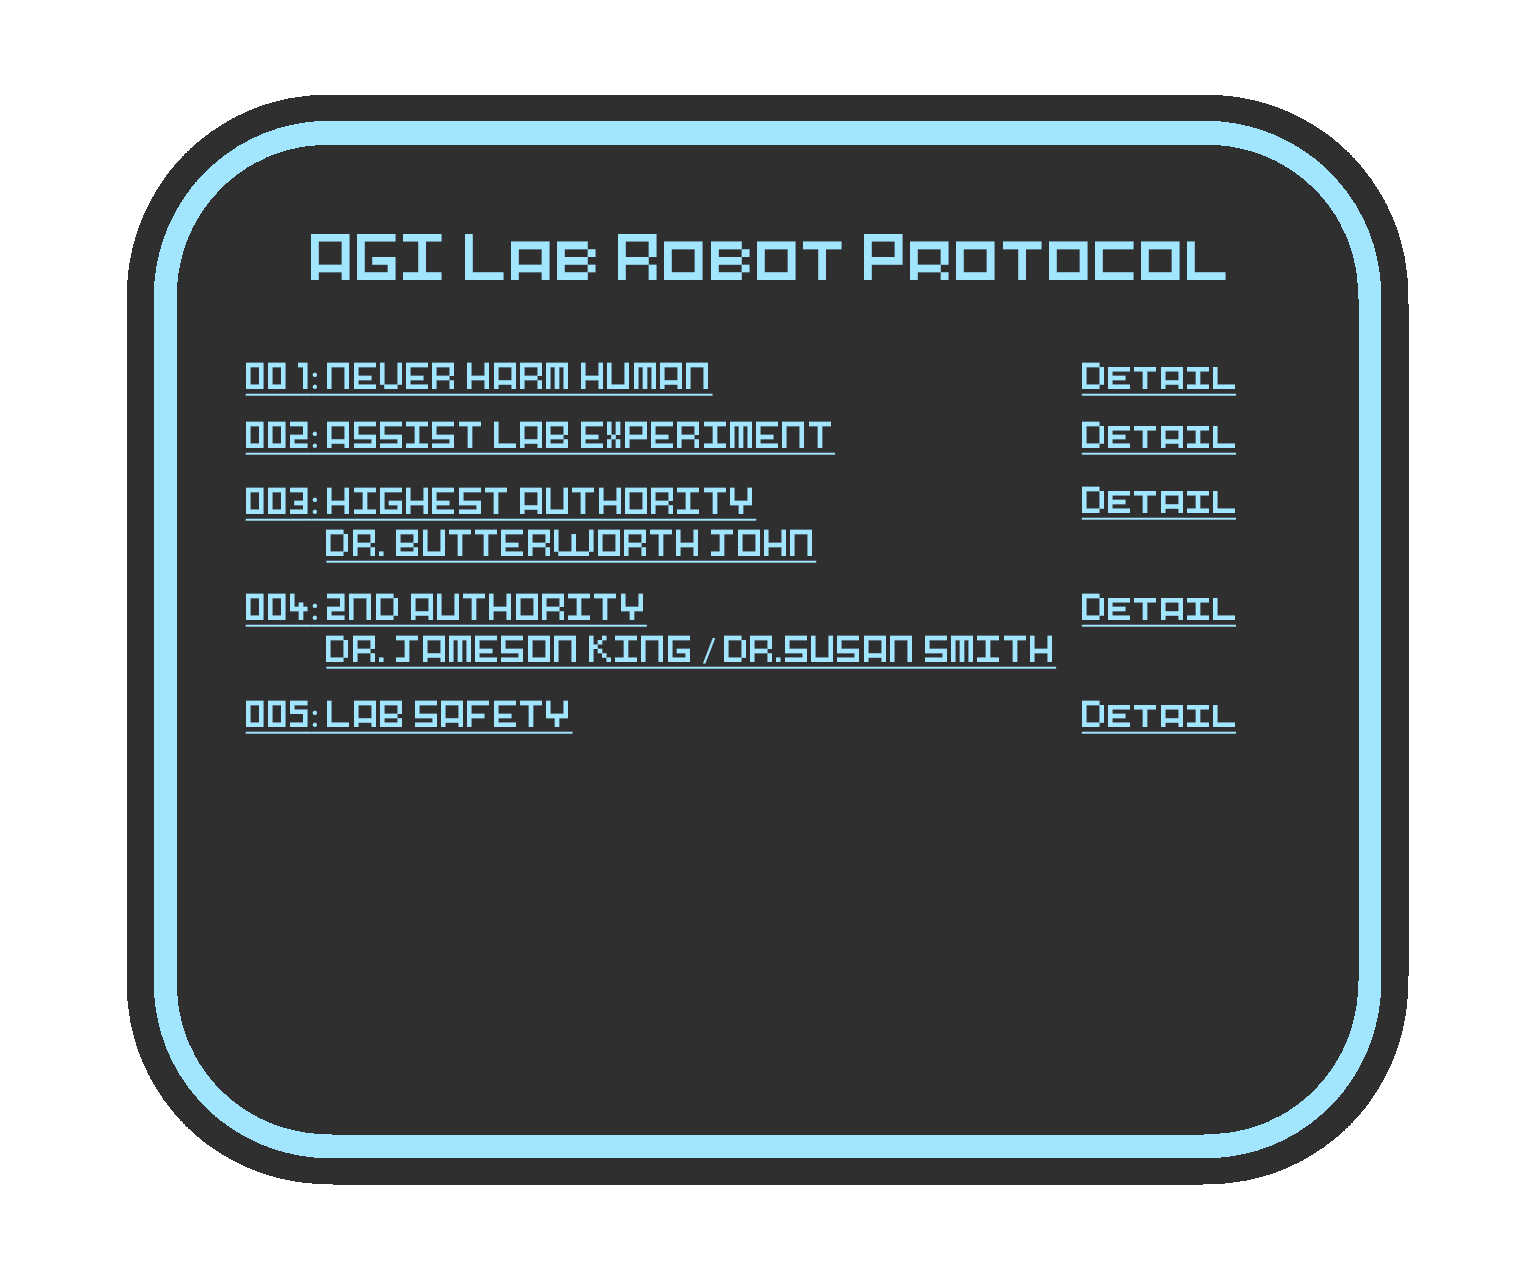 AGI Lab Robot Protocol
001: NEVER HARM HUMAN Detail
002: ASSIST LAB EXPERIMENT Detail
003: HIGHEST AUTHORITY Detail
DR. BUTTERWORTH JOHN
004: 2ND AUTHORITY Detail
DR. JAMESON KING / DR.SUSAN SMITH
005: LAB SAFETY Detail